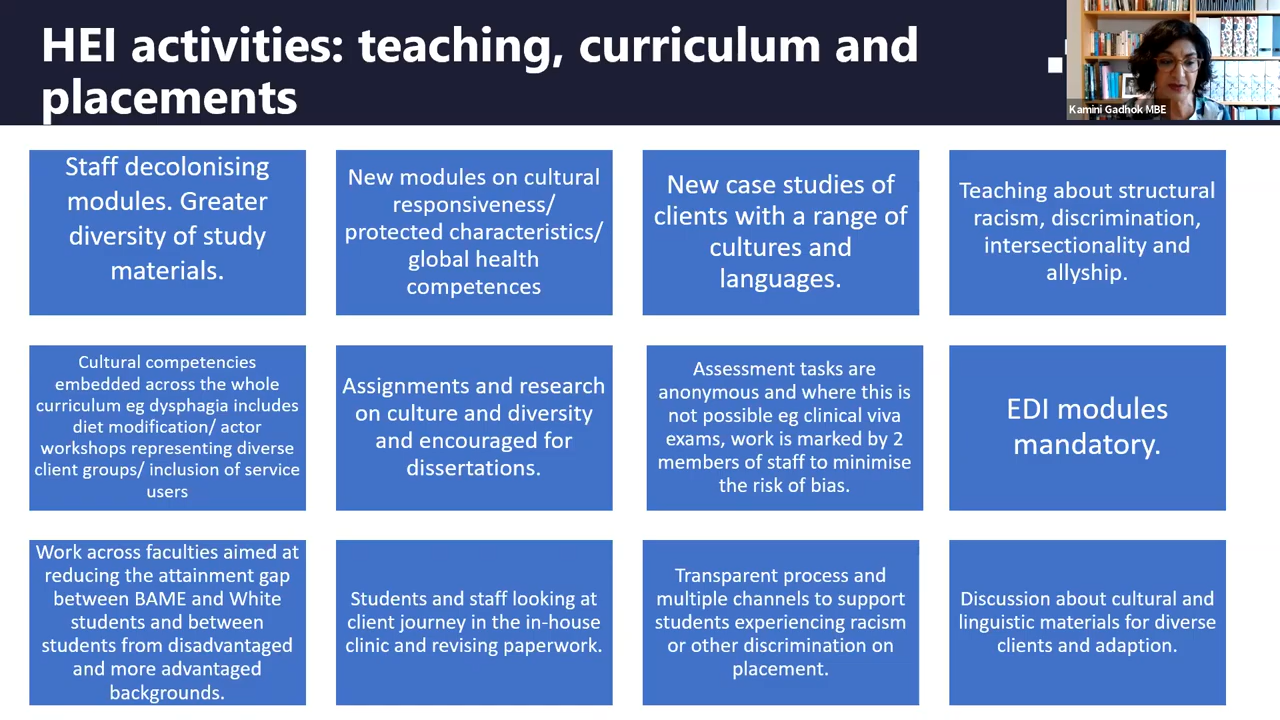 HEI activities: teaching, curriculum and
placements
Kamini Gadhok MBE
Staff decolonising
modules. Greater
diversity of study
materials.
New modules on cultural
responsiveness/
protected characteristics/
global health
competences
New case studies of
clients with a range of
cultures and
languages.
Teaching about structural
racism, discrimination,
intersectionality and
allyship.
Cultural competencies
embedded across the whole
curriculum eg dysphagia includes
diet modification/ actor
workshops representing diverse
client groups/ inclusion of service
users
Assignments and research
on culture and diversity
and encouraged for
dissertations.
Assessment tasks are
anonymous and where this is
not possible eg clinical viva
exams, work is marked by 2
members of staff to minimise
the risk of bias.
EDI modules
mandatory.
Work across faculties aimed at
reducing the attainment gap
between BAME and White
students and between
students from disadvantaged
and more advantaged
backgrounds.
Students and staff looking at
client journey in the in-house
clinic and revising paperwork.
Transparent process and
multiple channels to support
students experiencing racism
or other discrimination on
placement.
Discussion about cultural and
linguistic materials for diverse
clients and adaption.